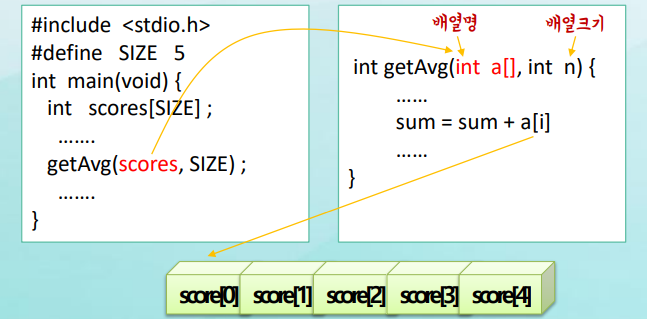 #include <stdio.h>
#define SIZE 5
int main(void) {
int scores[SIZE] ;
.......
getAvg(scores, SIZE) ;
.......
}
배열명 배열크기
int getAvg(int a[], int n) {
......
sum = sum + a[i]
......
}
score[0] score[1] score[2] score[3] score[4]